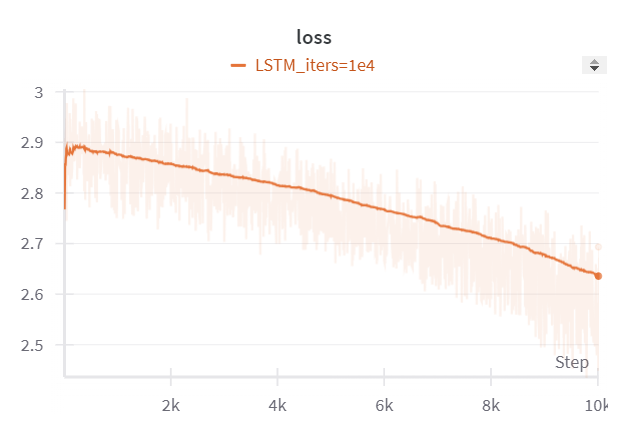 loss
LSTM_iters=1e4
3
2.9
2.8
2.7
2.6
2.5
Step
2k
4k
6k
8k
10k